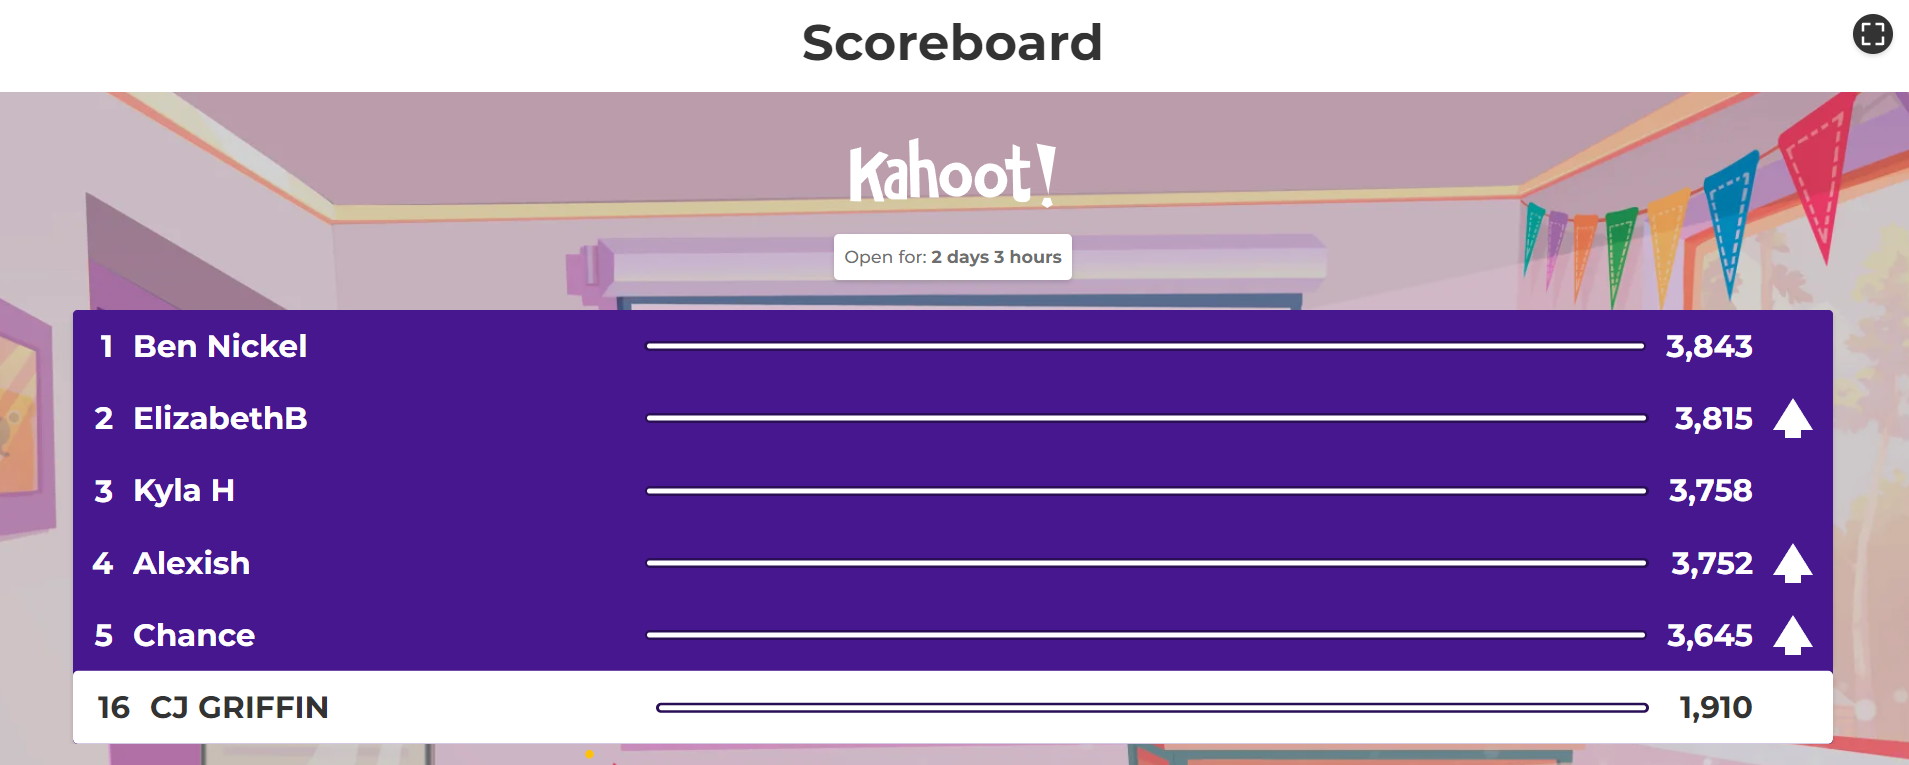 Scoreboard
Kahoot!
Open for: 2 days 3 hours
1 Ben Nickel 3,843
2 ElizabethB 3,815
3 Kyla H 3,758
4 Alexish 3,752
5 Chance 3,645
16 CJ GRIFFIN 1,910